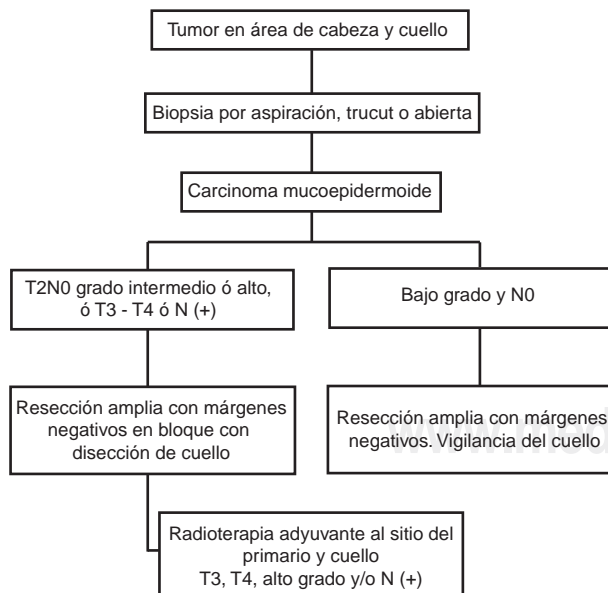 Tumor en área de cabeza y cuello
Biopsia por aspiración, trucut o abierta
Carcinoma mucoepidermoide
T2N0 grado intermedio ó alto,
ó T3 - T4 ó N (+)
Bajo grado y N0
Resección amplia con márgenes
negativos en bloque con
disección de cuello
Resección amplia con márgenes
negativos. Vigilancia del cuello
Radioterapia adyuvante al sitio del
primario y cuello
T3, T4, alto grado y/o N (+)